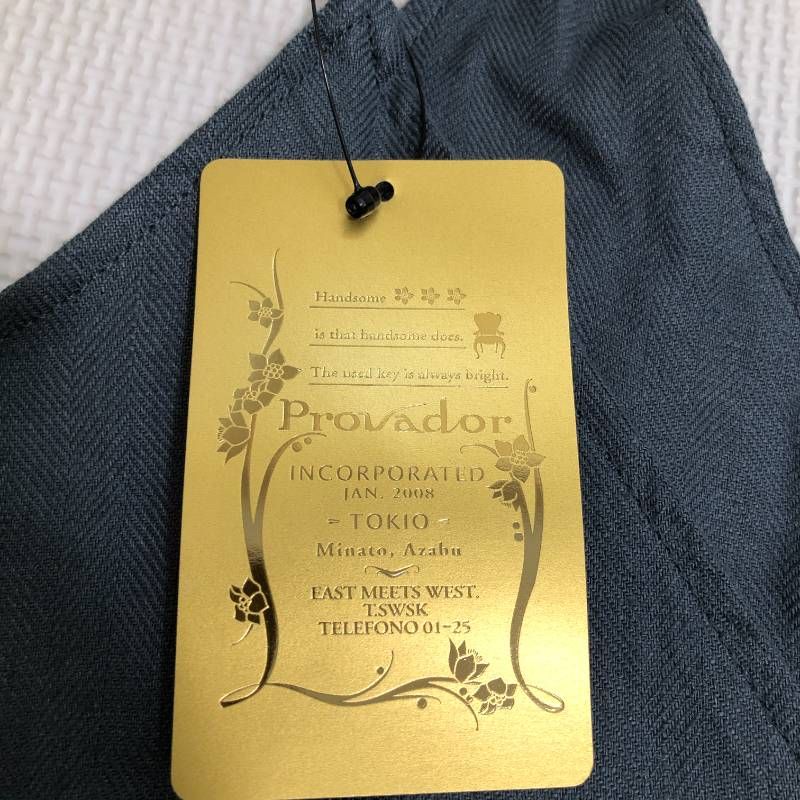 Handsome
is that handsome does.
The used key is always bright.
Provador
INCORPORATED
JAN. 2008
- TOKIO -
Minato, Azabu
EAST MEETS WEST.
T.SWSK
TELEFONO 01-25